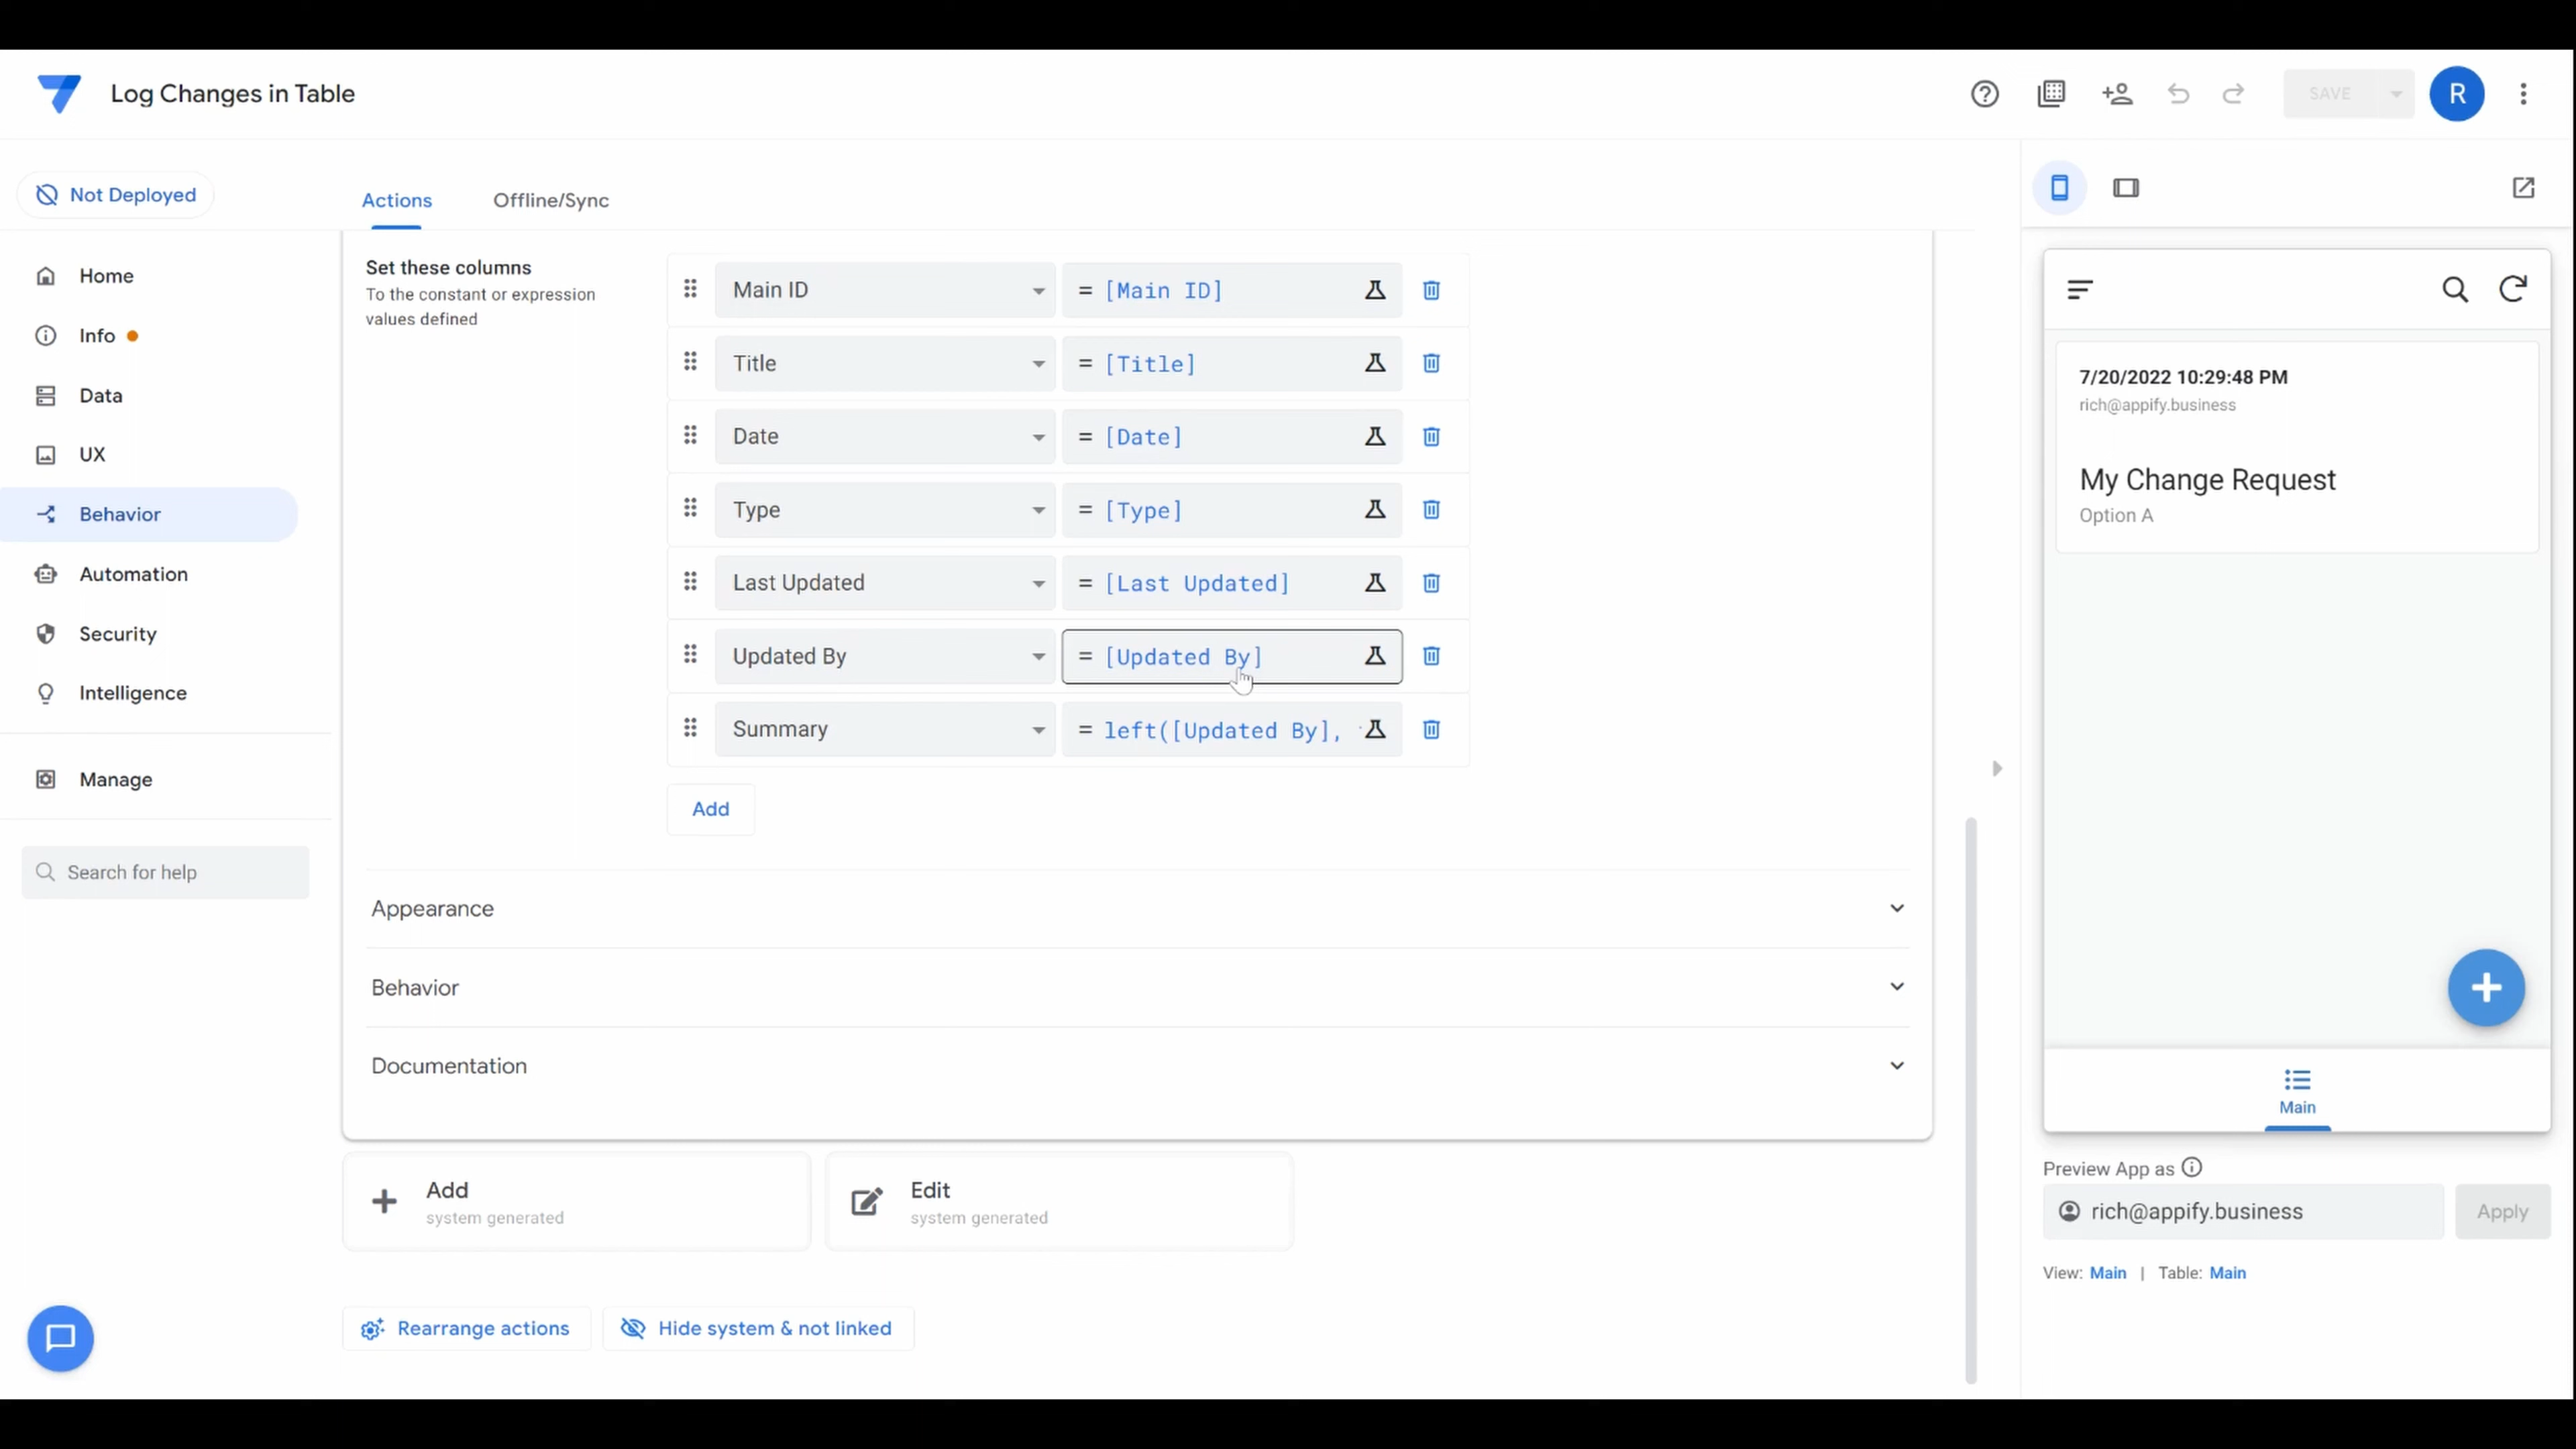 Log Changes in Table
SAVE
R
Not Deployed
Actions
Offline/Sync
Home
Info
Data
UX
Behavior
Automation
Security
Intelligence
Manage
Search for help
Set these columns
To the constant or expression
values defined
Main ID = [Main ID]
Title = [Title]
Date = [Date]
Type = [Type]
Last Updated = [Last Updated]
Updated By = [Updated By]
Summary = left([Updated By],
Add
Appearance
Behavior
Documentation
Add
system generated
Edit
system generated
Rearrange actions
Hide system & not linked
7/20/2022 10:29:48 PM
rich@appify.business
My Change Request
Option A
Main
Preview App as
rich@appify.business
Apply
View: Main | Table: Main